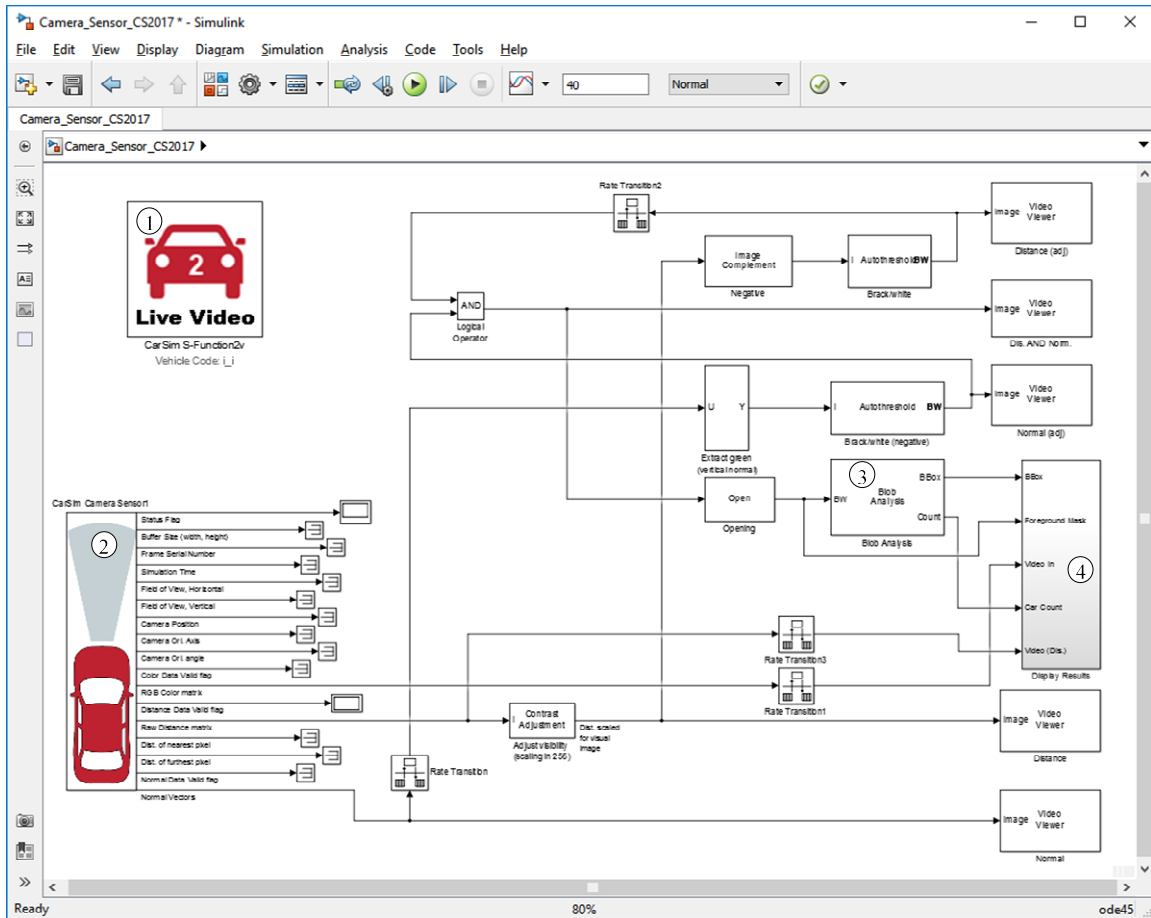 Camera_Sensor_CS2017 * - Simulink
File Edit View Display Diagram Simulation Analysis Code Tools Help
40
Normal
Camera_Sensor_CS2017
Camera_Sensor_CS2017
1
2
Live Video
CarSim S-Function2v
Vehicle Code: i_i
Rate Transition2
Image
Video
Viewer
Distance (adj)
Image
Complement
Negative
I
Autothreshold
BW
Brack/white
AND
Logical
Operator
Image
Video
Viewer
Dis. AND Norm.
U
Y
Extract green
(vertical normal)
I
Autothreshold
BW
Brack/white (negative)
Image
Video
Viewer
Normal (adj)
Open
Opening
3
BW
Blob
Analysis
BBox
Count
Blob Analysis
BBox
Foreground Mask
Video In
4
Car Count
Video (Dis.)
Display Results
CarSim Camera Sensor1
2
Status Flag
Buffer Size (width, height)
Frame Serial Number
Simulation Time
Field of View, Horizontal
Field of View, Vertical
Camera Position
Camera Ori. Axis
Camera Ori. angle
Color Data Valid flag
RGB Color matrix
Distance Data Valid flag
Raw Distance matrix
Dist. of nearest pixel
Dist. of furthest pixel
Normal Data Valid flag
Normal Vectors
Rate Transition3
Rate Transition1
I
Contrast
Adjustment
Adjust visibility
(scaling in 256)
Dist. scaled
for visual
image
Rate Transition
Image
Video
Viewer
Distance
Image
Video
Viewer
Normal
Ready
80%
ode45